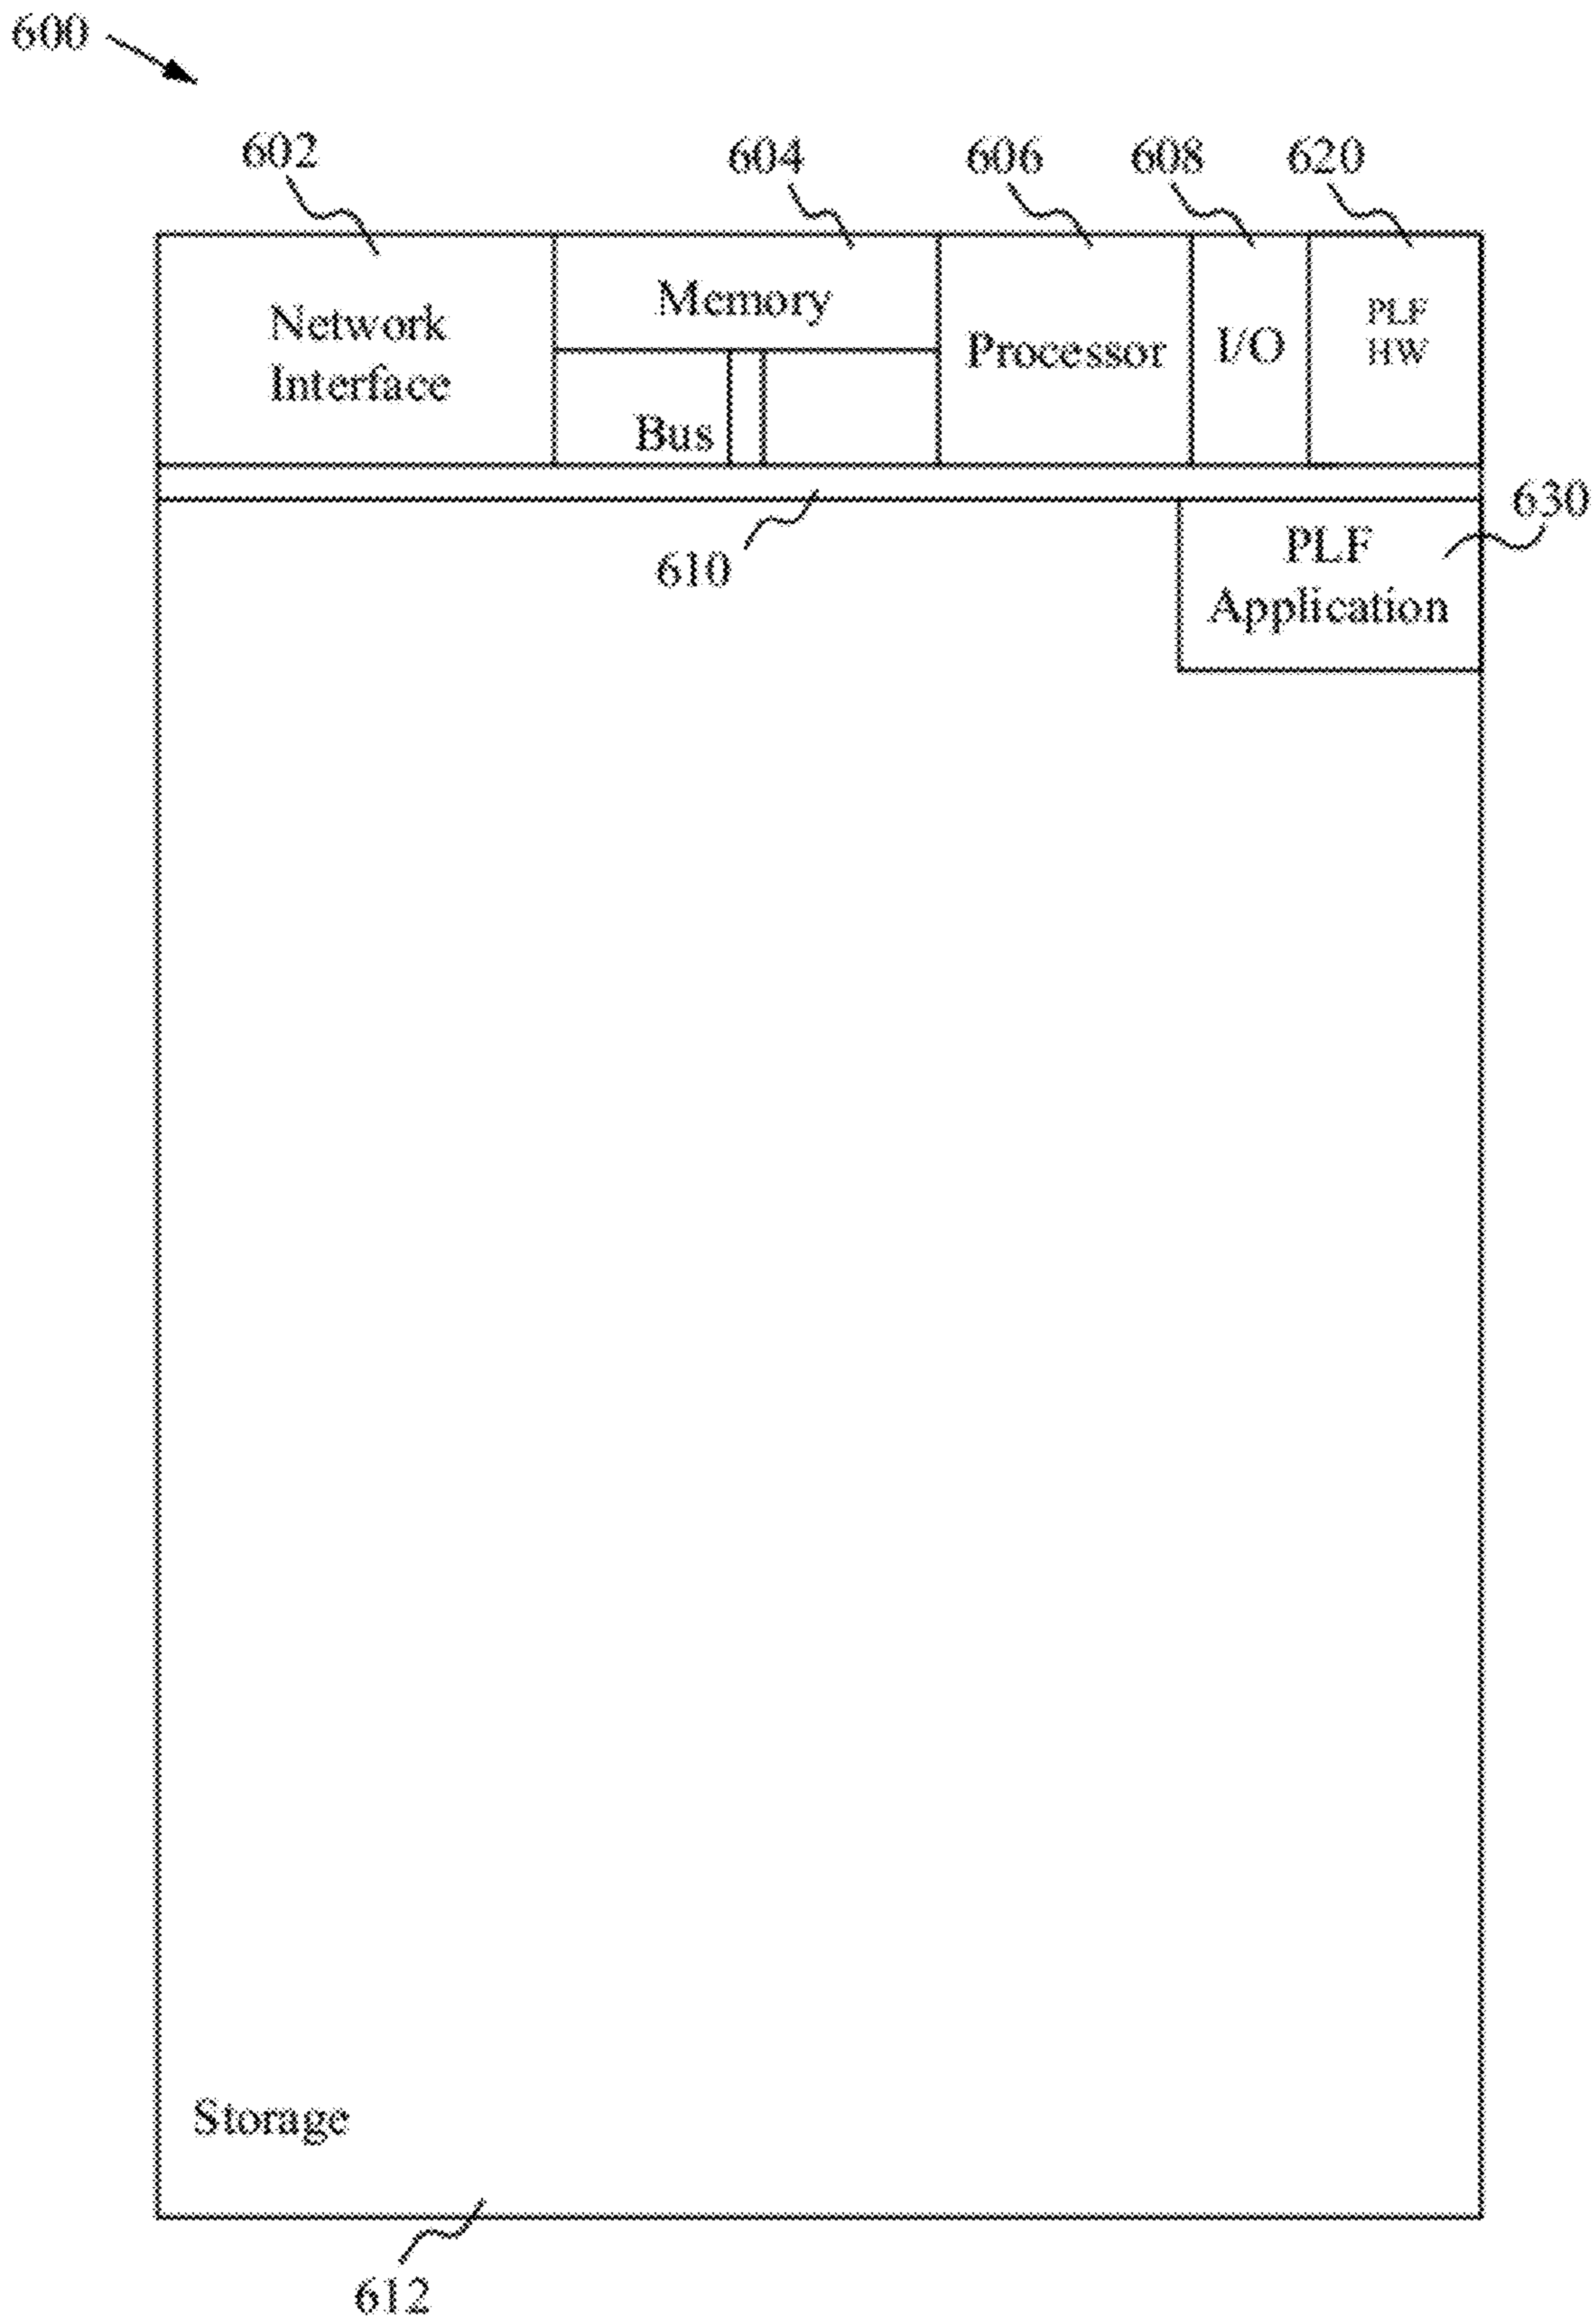 600
602
604
606
608
620
Network
Interface
Memory
Bus
Processor
I/O
PLF
HW
610
630
PLF
Application
Storage
612